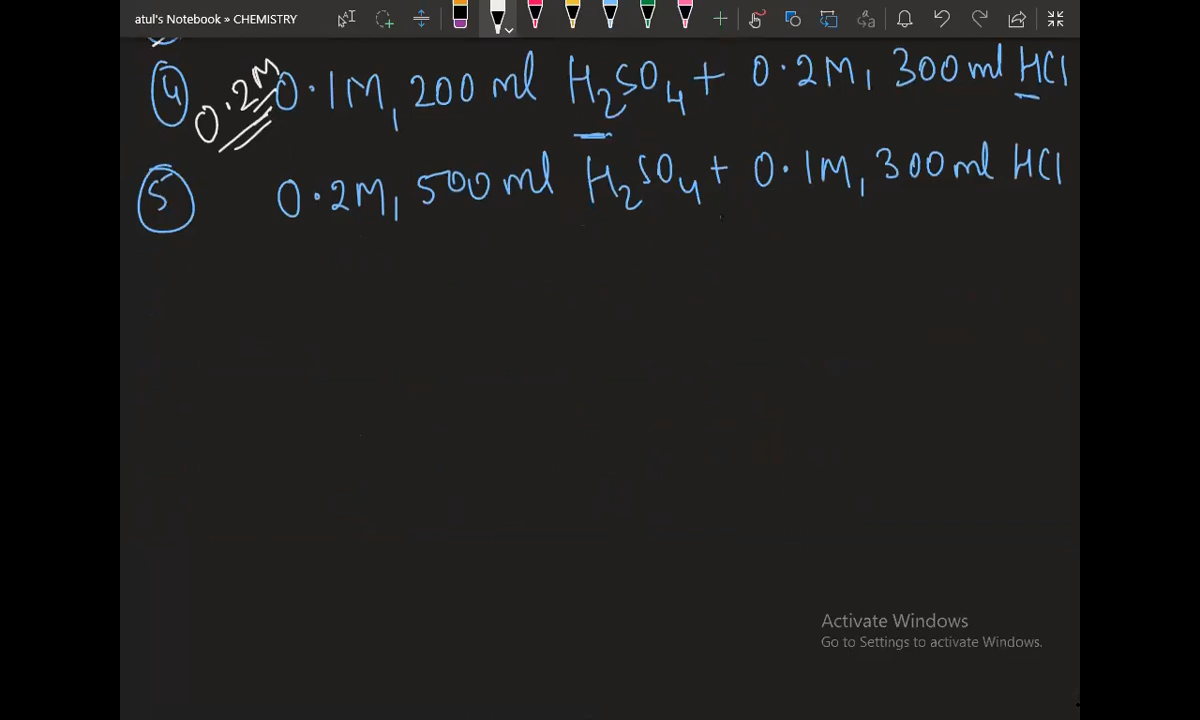 atul's Notebook » CHEMISTRY
④ 0.2M 0.1M, 200 ml H₂SO₄ + 0.2M, 300 ml HCl
⑤ 0.2M, 500 ml H₂SO₄ + 0.1M, 300 ml HCl
Activate Windows
Go to Settings to activate Windows.